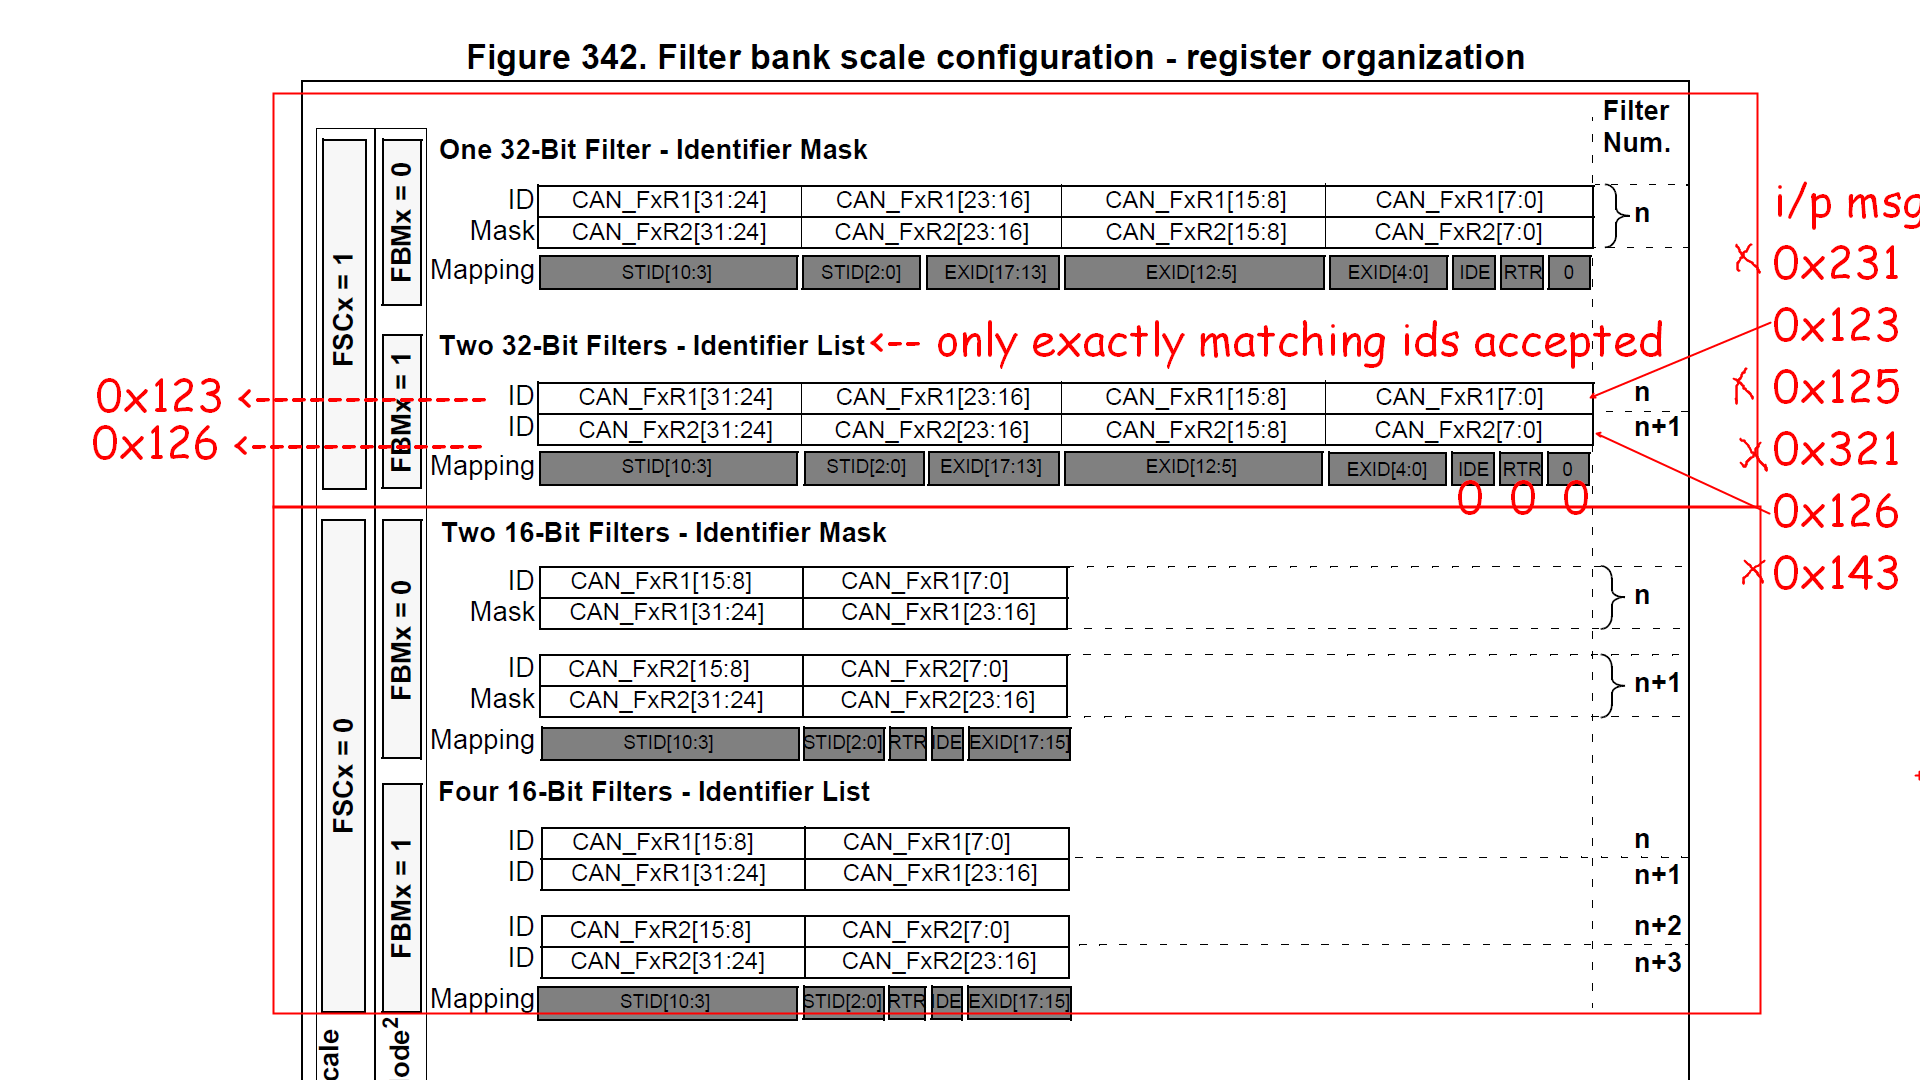 Figure 342. Filter bank scale configuration - register organization
Filter
Num.
FSCx = 1
FBMx = 0
One 32-Bit Filter - Identifier Mask
ID CAN_FxR1[31:24] CAN_FxR1[23:16] CAN_FxR1[15:8] CAN_FxR1[7:0]
Mask CAN_FxR2[31:24] CAN_FxR2[23:16] CAN_FxR2[15:8] CAN_FxR2[7:0]
n
Mapping STID[10:3] STID[2:0] EXID[17:13] EXID[12:5] EXID[4:0] IDE RTR 0
FBMx = 1
Two 32-Bit Filters - Identifier List <-- only exactly matching ids accepted
0x123 <------ ID CAN_FxR1[31:24] CAN_FxR1[23:16] CAN_FxR1[15:8] CAN_FxR1[7:0] n
0x126 <------ ID CAN_FxR2[31:24] CAN_FxR2[23:16] CAN_FxR2[15:8] CAN_FxR2[7:0] n+1
Mapping STID[10:3] STID[2:0] EXID[17:13] EXID[12:5] EXID[4:0] IDE RTR 0
0 0 0
i/p msg
x 0x231
0x123
x 0x125
x 0x321
0x126
x 0x143
FSCx = 0
FBMx = 0
Two 16-Bit Filters - Identifier Mask
ID CAN_FxR1[15:8] CAN_FxR1[7:0]
Mask CAN_FxR1[31:24] CAN_FxR1[23:16]
n
ID CAN_FxR2[15:8] CAN_FxR2[7:0]
Mask CAN_FxR2[31:24] CAN_FxR2[23:16]
n+1
Mapping STID[10:3] STID[2:0] RTR IDE EXID[17:15]
FBMx = 1
Four 16-Bit Filters - Identifier List
ID CAN_FxR1[15:8] CAN_FxR1[7:0] n
ID CAN_FxR1[31:24] CAN_FxR1[23:16] n+1
ID CAN_FxR2[15:8] CAN_FxR2[7:0] n+2
ID CAN_FxR2[31:24] CAN_FxR2[23:16] n+3
Mapping STID[10:3] STID[2:0] RTR IDE EXID[17:15]
cale
ode2